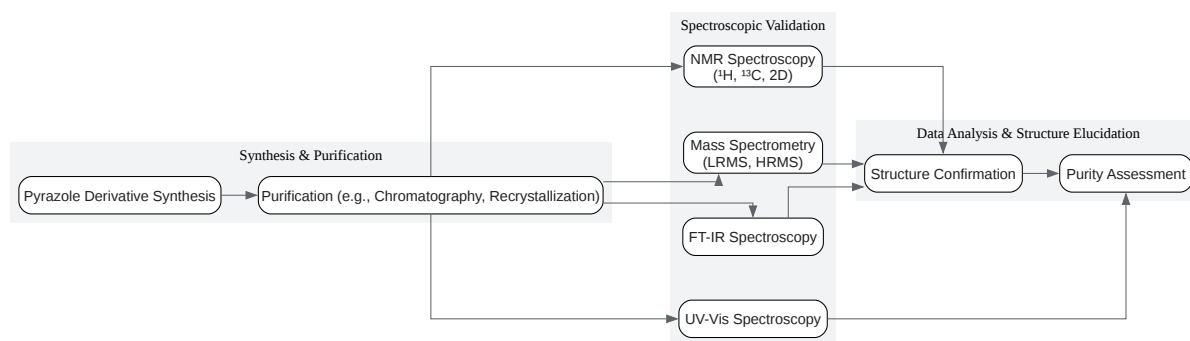 Synthesis & Purification
Pyrazole Derivative Synthesis
Purification (e.g., Chromatography, Recrystallization)
Spectroscopic Validation
NMR Spectroscopy
(¹H, ¹³C, 2D)
Mass Spectrometry
(LRMS, HRMS)
FT-IR Spectroscopy
UV-Vis Spectroscopy
Data Analysis & Structure Elucidation
Structure Confirmation
Purity Assessment